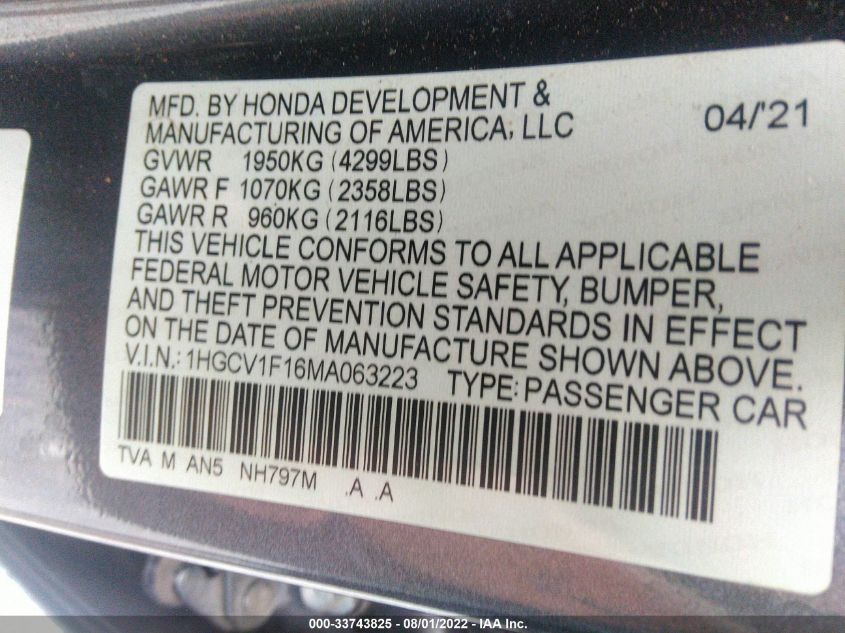 MFD. BY HONDA DEVELOPMENT &
MANUFACTURING OF AMERICA, LLC
04/'21
GVWR 1950KG (4299LBS)
GAWR F 1070KG (2358LBS)
GAWR R 960KG (2116LBS)
THIS VEHICLE CONFORMS TO ALL APPLICABLE
FEDERAL MOTOR VEHICLE SAFETY, BUMPER,
AND THEFT PREVENTION STANDARDS IN EFFECT
ON THE DATE OF MANUFACTURE SHOWN ABOVE.
V.I.N.: 1HGCV1F16MA063223 TYPE: PASSENGER CAR
TVA M AN5 NH797M .A .A
000-33743825 - 08/01/2022 - IAA Inc.